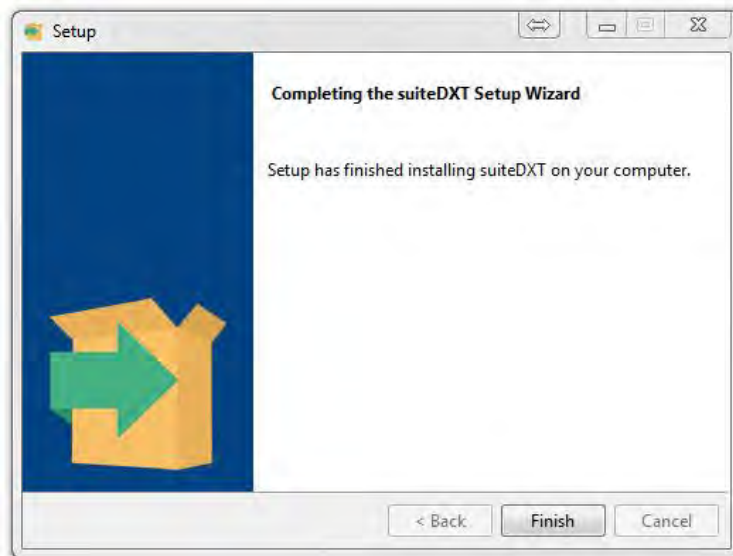 Setup
Completing the suiteDXT Setup Wizard
Setup has finished installing suiteDXT on your computer.
< Back
Finish
Cancel